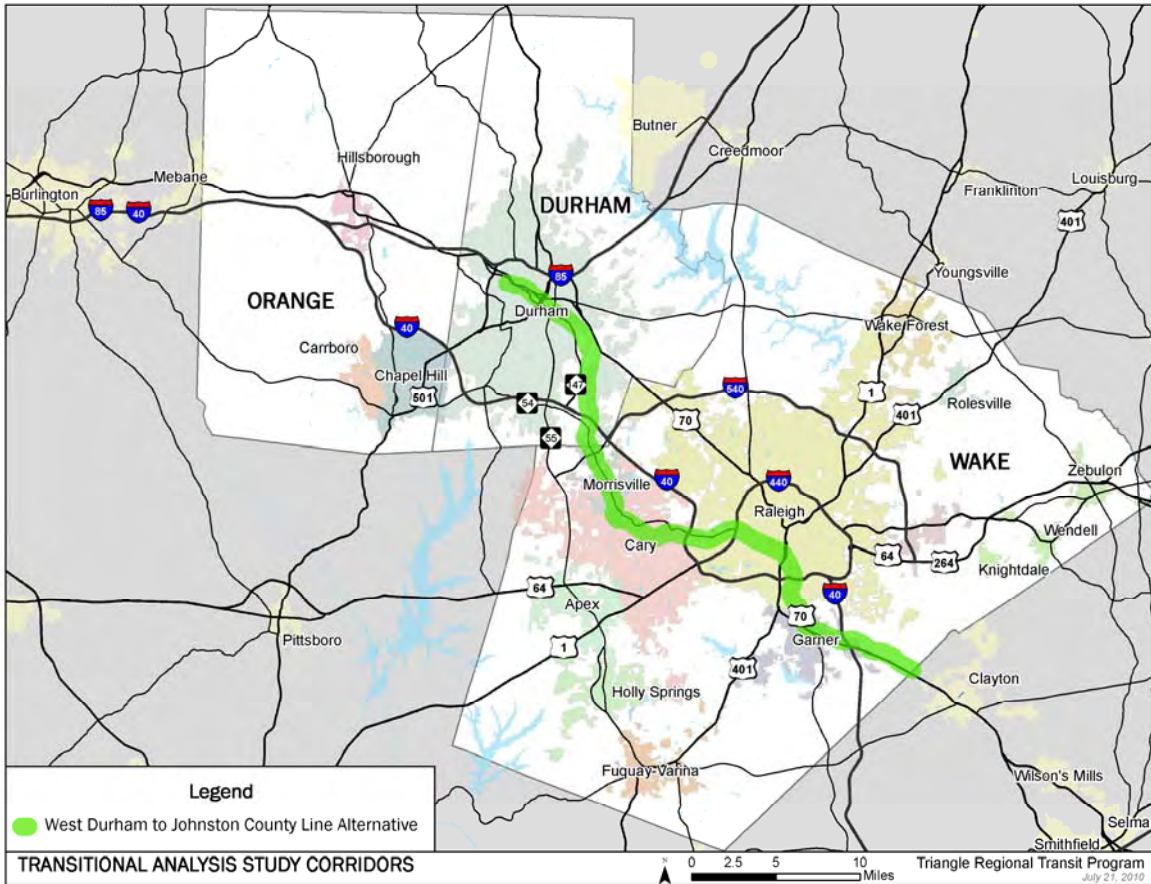 Butner
Creedmoor
Hillsborough
Mebane
Burlington
Louisburg
Franklinton
85
40
401
DURHAM
Youngsville
85
ORANGE
Durham
40
Wake Forest
Carrboro
Chapel Hill
501
147
54
540
1
401
Rolesville
70
55
WAKE
Morrisville
40
440
Zebulon
Raleigh
Wendell
Cary
64
264
Knightdale
64
Apex
40
70
Pittsboro
Garner
1
401
Clayton
Holly Springs
Fuquay-Varina
Wilson's Mills
Selma
Smithfield
Legend
West Durham to Johnston County Line Alternative
TRANSITIONAL ANALYSIS STUDY CORRIDORS
N
0 2.5 5 10
Miles
Triangle Regional Transit Program
July 21, 2010